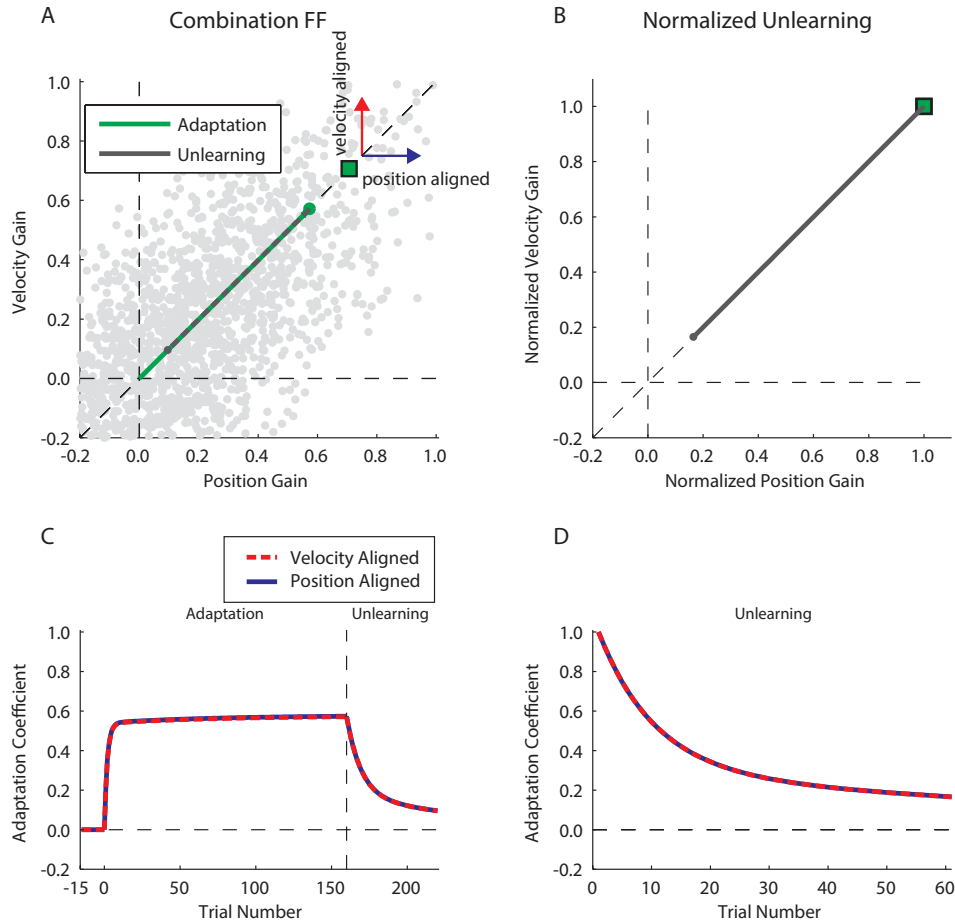 A
Combination FF
1.0
0.8
0.6
0.4
0.2
0.0
-0.2
Velocity Gain
Adaptation
Unlearning
velocity aligned
position aligned
-0.2
0.0
0.2
0.4
0.6
0.8
1.0
Position Gain
B
Normalized Unlearning
1.0
0.8
0.6
0.4
0.2
0.0
-0.2
Normalized Velocity Gain
-0.2
0.0
0.2
0.4
0.6
0.8
1.0
Normalized Position Gain
C
Velocity Aligned
Position Aligned
Adaptation
Unlearning
1.0
0.8
0.6
0.4
0.2
0.0
-0.2
Adaptation Coefficient
-15
0
50
100
150
200
Trial Number
D
Unlearning
1.0
0.8
0.6
0.4
0.2
0.0
-0.2
Adaptation Coefficient
0
10
20
30
40
50
60
Trial Number